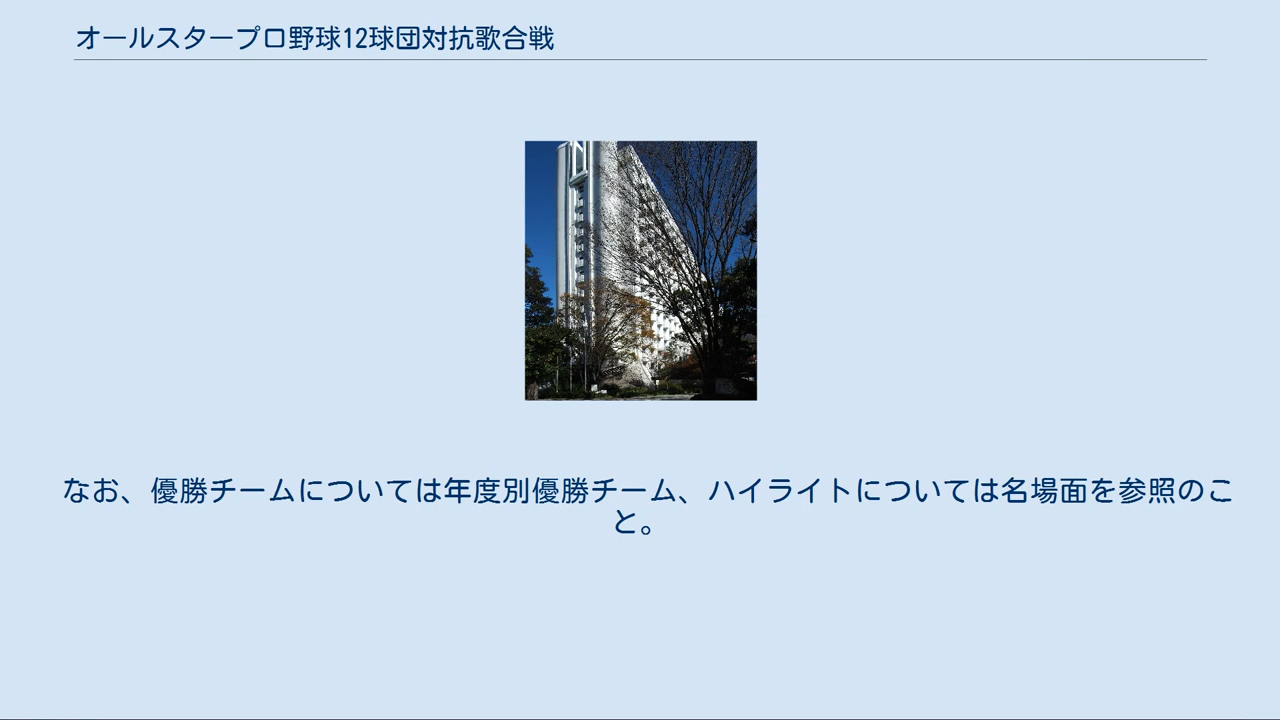 オールスタープロ野球12球団対抗歌合戦
なお、優勝チームについては年度別優勝チーム、ハイライトについては名場面を参照のこ
と。